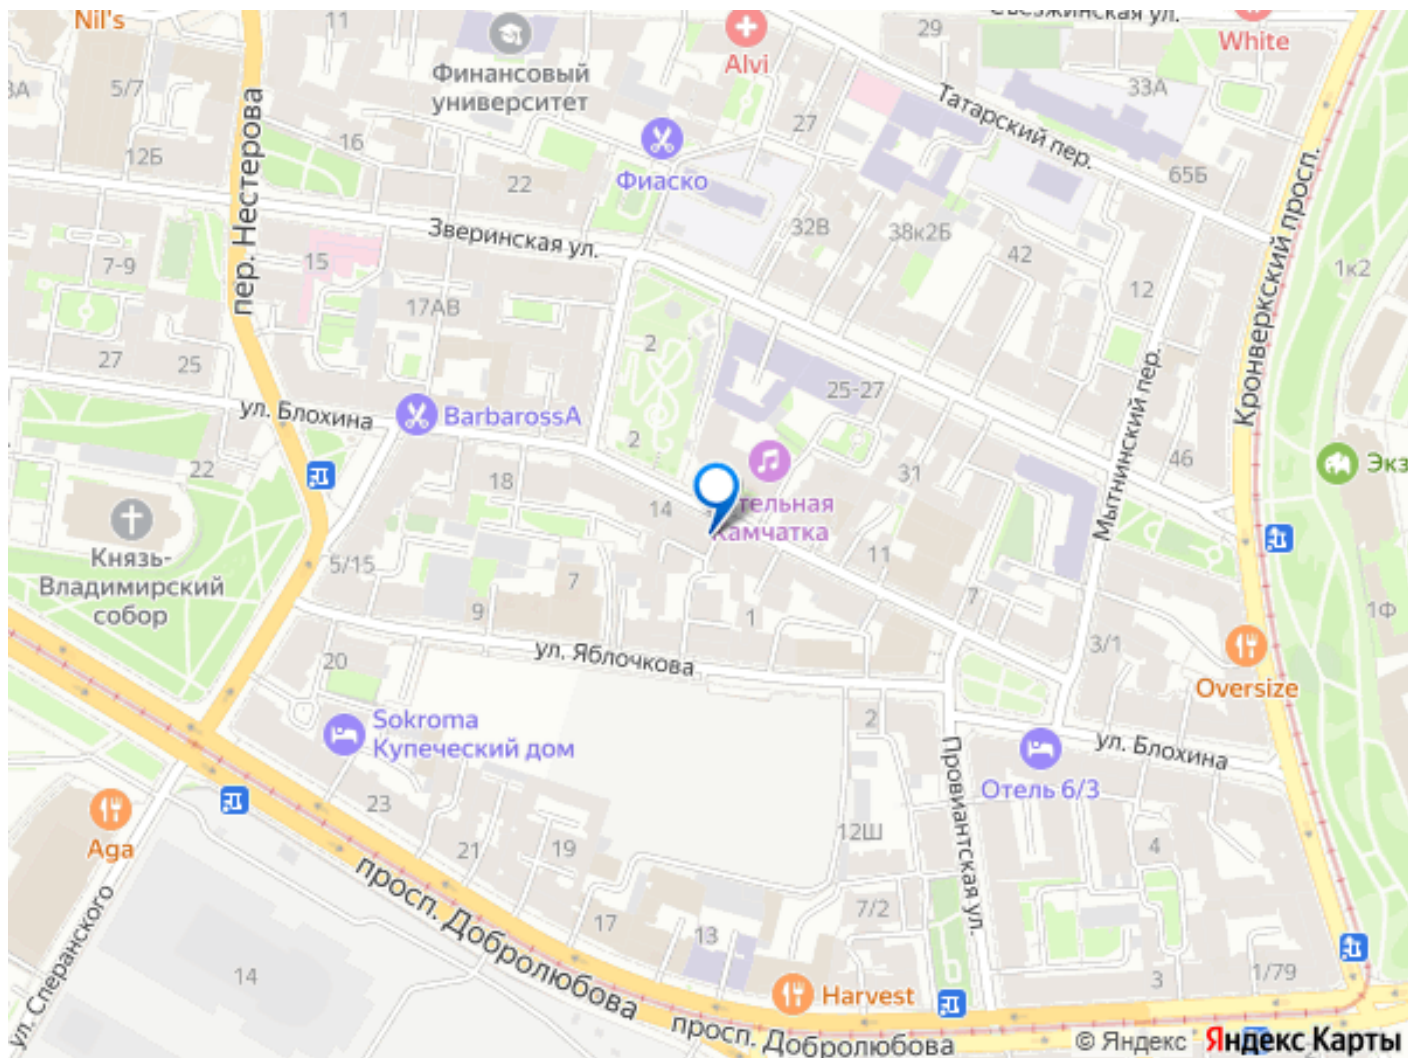 Nil's
11
Съезжинская ул.
29
White
Alvi
Финансовый
университет
5/7
33А
пер. Нестерова
Татарский пер.
27
16
12Б
Фиаско
22
65Б
Кронверкский просп.
Зверинская ул.
32В
38к2Б
42
7-9
15
1к2
12
17АВ
2
27
25
25-27
Мытнинский пер.
ул. Блохина
BarbarossA
2
46
22
18
31
14
Котельная
Камчатка
Князь-
Владимирский
собор
5/15
7
11
9
1
7
1Ф
3/1
ул. Яблочкова
20
Oversize
Sokroma
Купеческий дом
2
ул. Блохина
Отель 6/3
Провиантская ул.
23
Aga
12Ш
19
21
4
просп. Добролюбова
ул. Сперанского
17
7/2
13
14
3
1/79
Harvest
просп. Добролюбова
© Яндекс Яндекс Карты